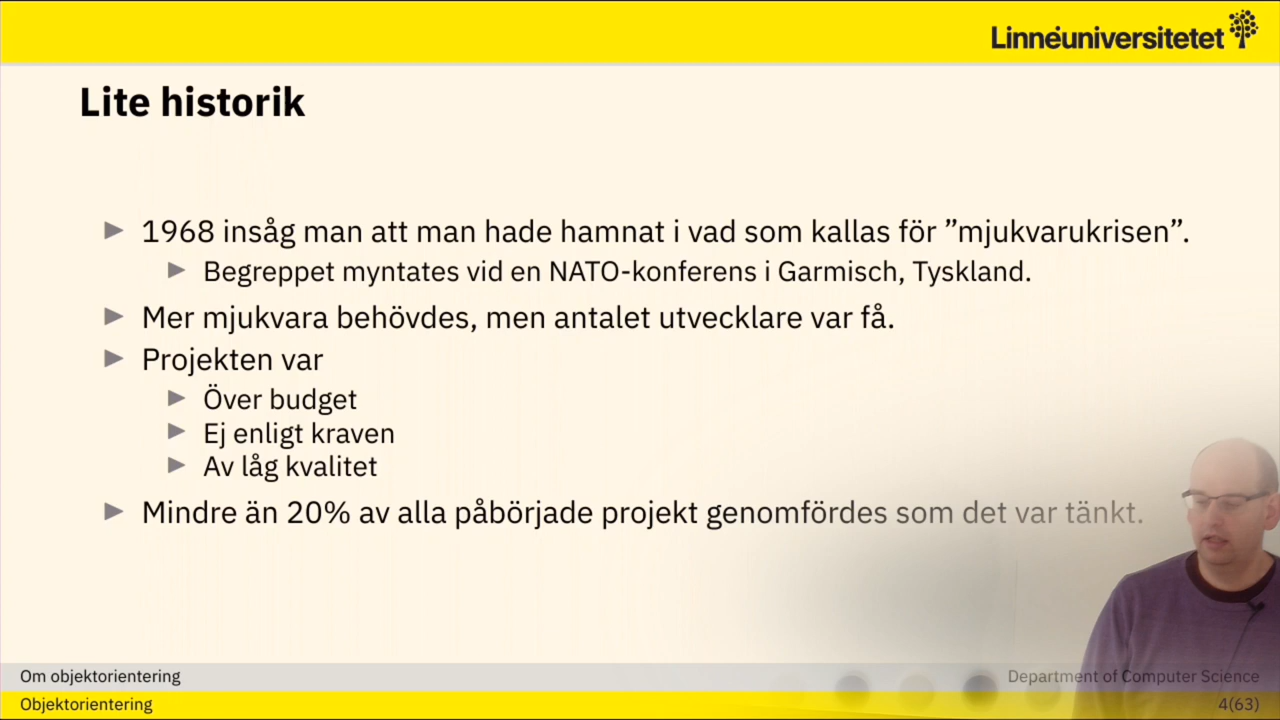 Linnéuniversitetet
Lite historik
1968 insåg man att man hade hamnat i vad som kallas för ”mjukvarukrisen”.
Begreppet myntates vid en NATO-konferens i Garmisch, Tyskland.
Mer mjukvara behövdes, men antalet utvecklare var få.
Projekten var
Över budget
Ej enligt kraven
Av låg kvalitet
Mindre än 20% av alla påbörjade projekt genomfördes som det var tänkt.
Om objektorientering
Department of Computer Science
Objektorientering
4(63)